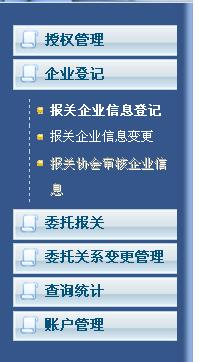 授权管理
企业登记
报关企业信息登记
报关企业信息变更
报关协会审核企业信
息
委托报关
委托关系变更管理
查询统计
账户管理